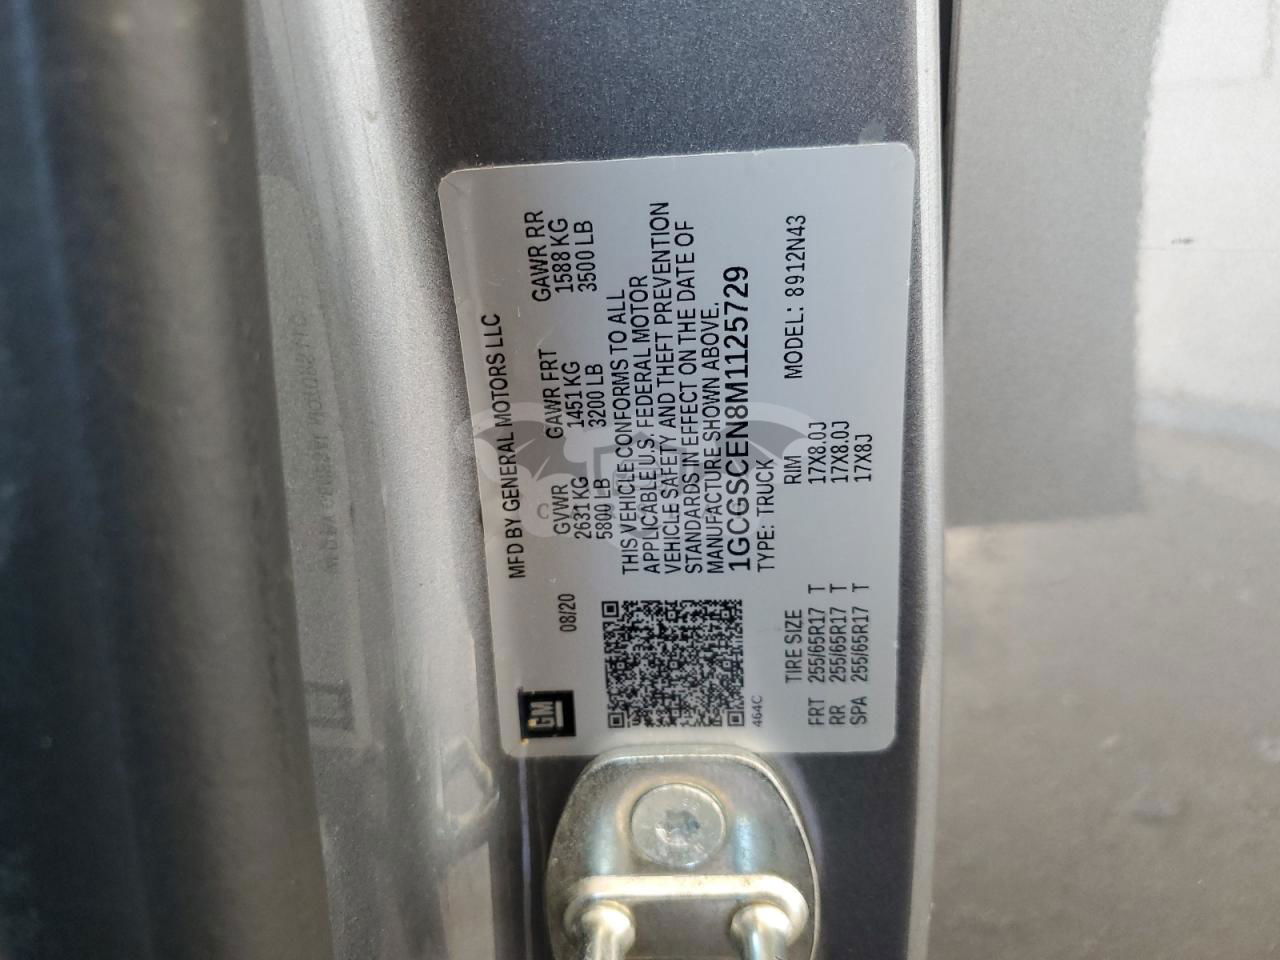 GM
MFD BY GENERAL MOTORS LLC
08/20 GVWR GAWR FRT GAWR RR
2631 KG 1451 KG 1588 KG
5800 LB 3200 LB 3500 LB
THIS VEHICLE CONFORMS TO ALL
APPLICABLE U.S. FEDERAL MOTOR
VEHICLE SAFETY AND THEFT PREVENTION
STANDARDS IN EFFECT ON THE DATE OF
MANUFACTURE SHOWN ABOVE.
1GCGSCEN8M1125729
464C TYPE: TRUCK
TIRE SIZE RIM MODEL: 8912N43
FRT 255/65R17 T 17X8.0J
RR 255/65R17 T 17X8.0J
SPA 255/65R17 T 17X8J